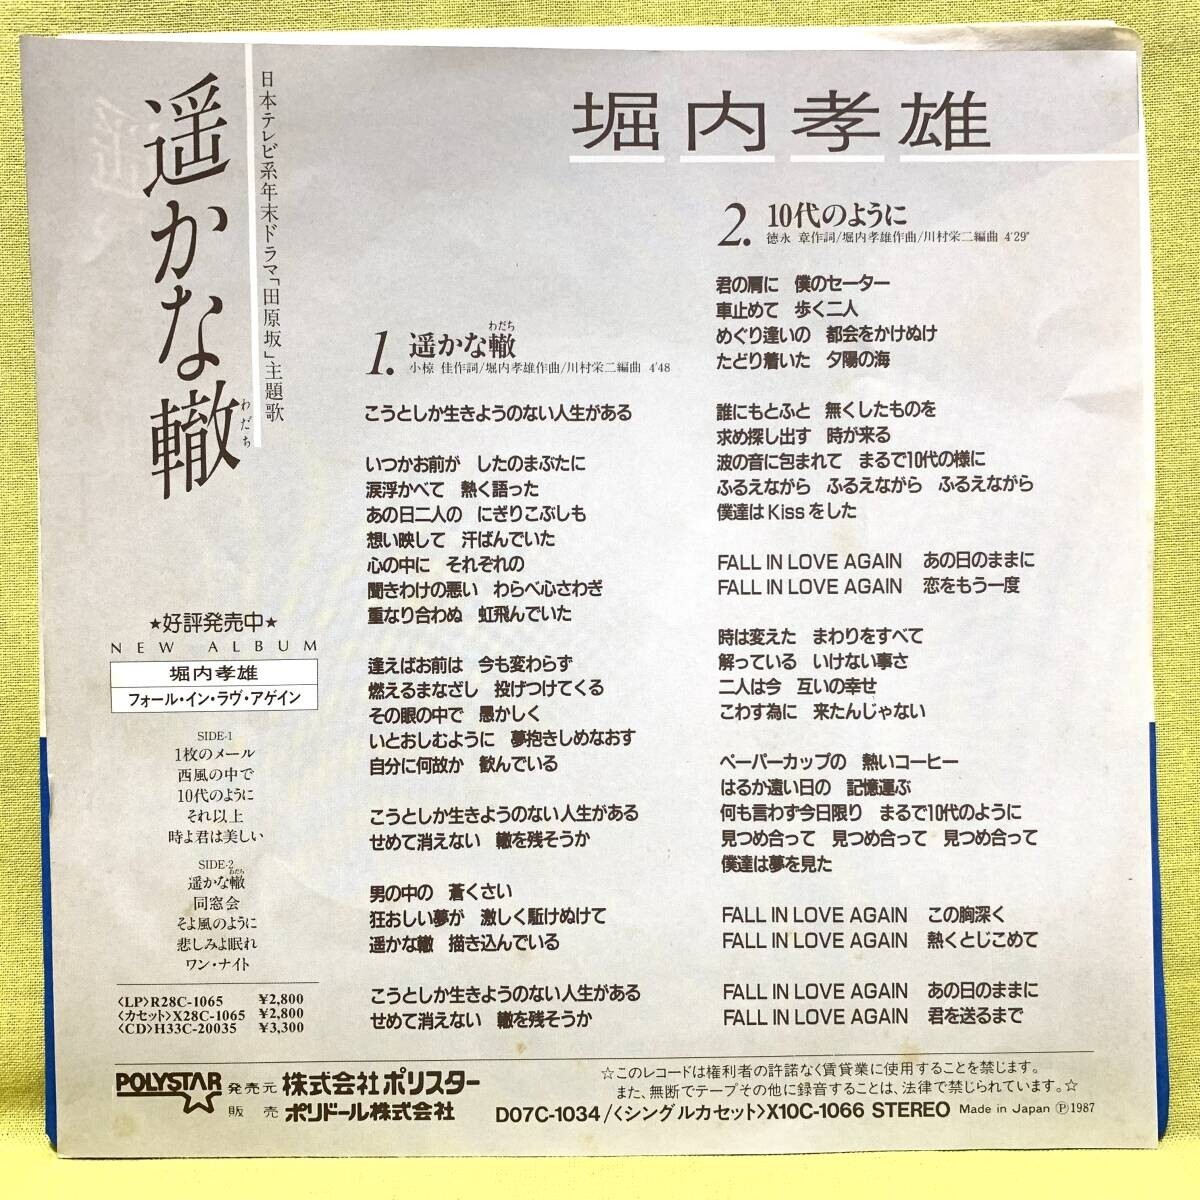 日本テレビ系年末ドラマ「田原坂」主題歌
遥かな轍
わだち
堀内孝雄
1. 遥かな轍
わだち
小椋 佳作詞/堀内孝雄作曲/川村栄二編曲 4'48
こうとしか生きようのない人生がある
いつかお前が したのまぶたに
涙浮かべて 熱く語った
あの日二人の にぎりこぶしも
想い映して 汗ばんでいた
心の中に それぞれの
聞きわけの悪い わらべ心さわぎ
重なり合わぬ 虹飛んでいた
逢えばお前は 今も変わらず
燃えるまなざし 投げつけてくる
その眼の中で 愚かしく
いとおしむように 夢抱きしめなおす
自分に何故か 歓んでいる
こうとしか生きようのない人生がある
せめて消えない 轍を残そうか
男の中の 蒼くさい
狂おしい夢が 激しく駈けぬけて
遥かな轍 描き込んでいる
こうとしか生きようのない人生がある
せめて消えない 轍を残そうか
2. 10代のように
徳永 章作詞/堀内孝雄作曲/川村栄二編曲 4'29"
君の肩に 僕のセーター
車止めて 歩く二人
めぐり逢いの 都会をかけぬけ
たどり着いた 夕陽の海
誰にもとふと 無くしたものを
求め探し出す 時が来る
波の音に包まれて まるで10代の様に
ふるえながら ふるえながら ふるえながら
僕達はKissをした
FALL IN LOVE AGAIN あの日のままに
FALL IN LOVE AGAIN 恋をもう一度
時は変えた まわりをすべて
解っている いけない事さ
二人は今 互いの幸せ
こわす為に 来たんじゃない
ペーパーカップの 熱いコーヒー
はるか遠い日の 記憶運ぶ
何も言わず今日限り まるで10代のように
見つめ合って 見つめ合って 見つめ合って
僕達は夢を見た
FALL IN LOVE AGAIN この胸深く
FALL IN LOVE AGAIN 熱くとじこめて
FALL IN LOVE AGAIN あの日のままに
FALL IN LOVE AGAIN 君を送るまで
★好評発売中★
NEW ALBUM
堀内孝雄
フォール・イン・ラヴ・アゲイン
SIDE-1
1枚のメール
西風の中で
10代のように
それ以上
時よ君は美しい
SIDE-2
わだち
遥かな轍
同窓会
そよ風のように
悲しみよ眠れ
ワン・ナイト
〈LP〉R28C-1065 ¥2,800
〈カセット〉X28C-1065 ¥2,800
〈CD〉H33C-20035 ¥3,300
POLYSTAR 発売元 株式会社ポリスター
販売 ポリドール株式会社
☆このレコードは権利者の許諾なく賃貸業に使用することを禁じます。
また、無断でテープその他に録音することは、法律で禁じられています。☆
D07C-1034/〈シングルカセット〉X10C-1066 STEREO Made in Japan Ⓟ1987